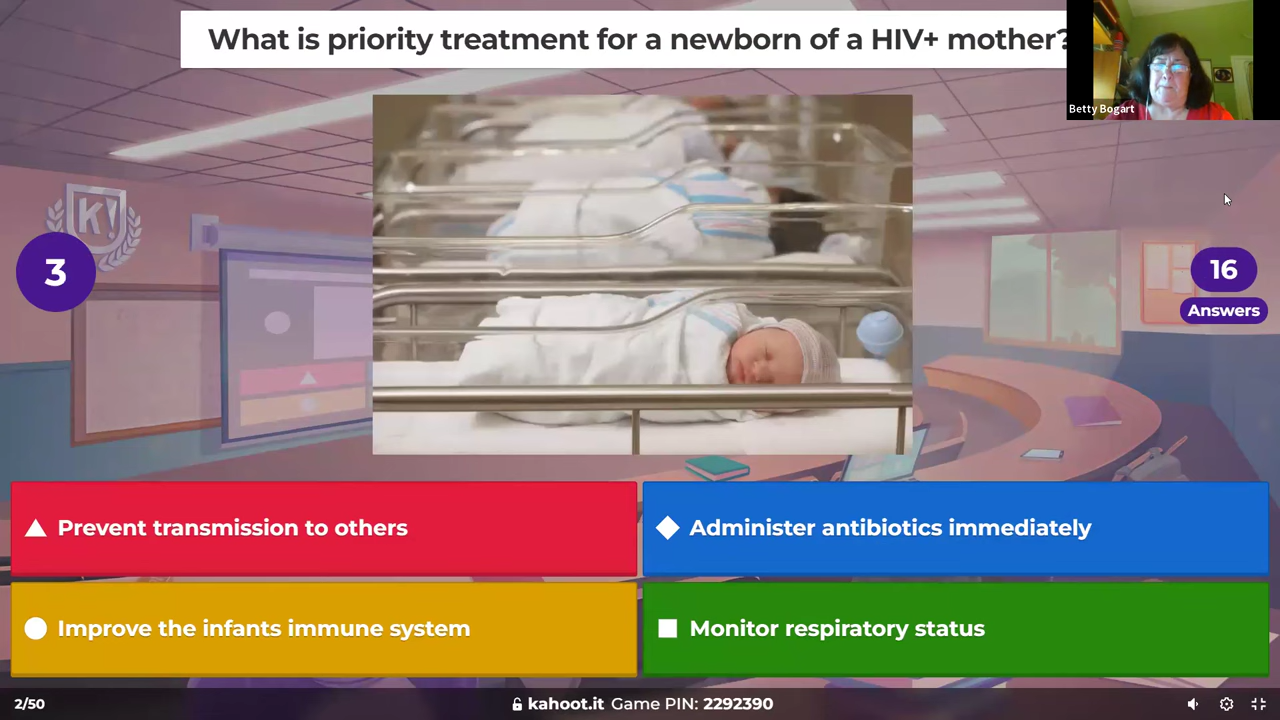 What is priority treatment for a newborn of a HIV+ mother?
Betty Bogart
K!
3
16
Answers
Prevent transmission to others
Administer antibiotics immediately
Improve the infants immune system
Monitor respiratory status
2/50
kahoot.it Game PIN: 2292390